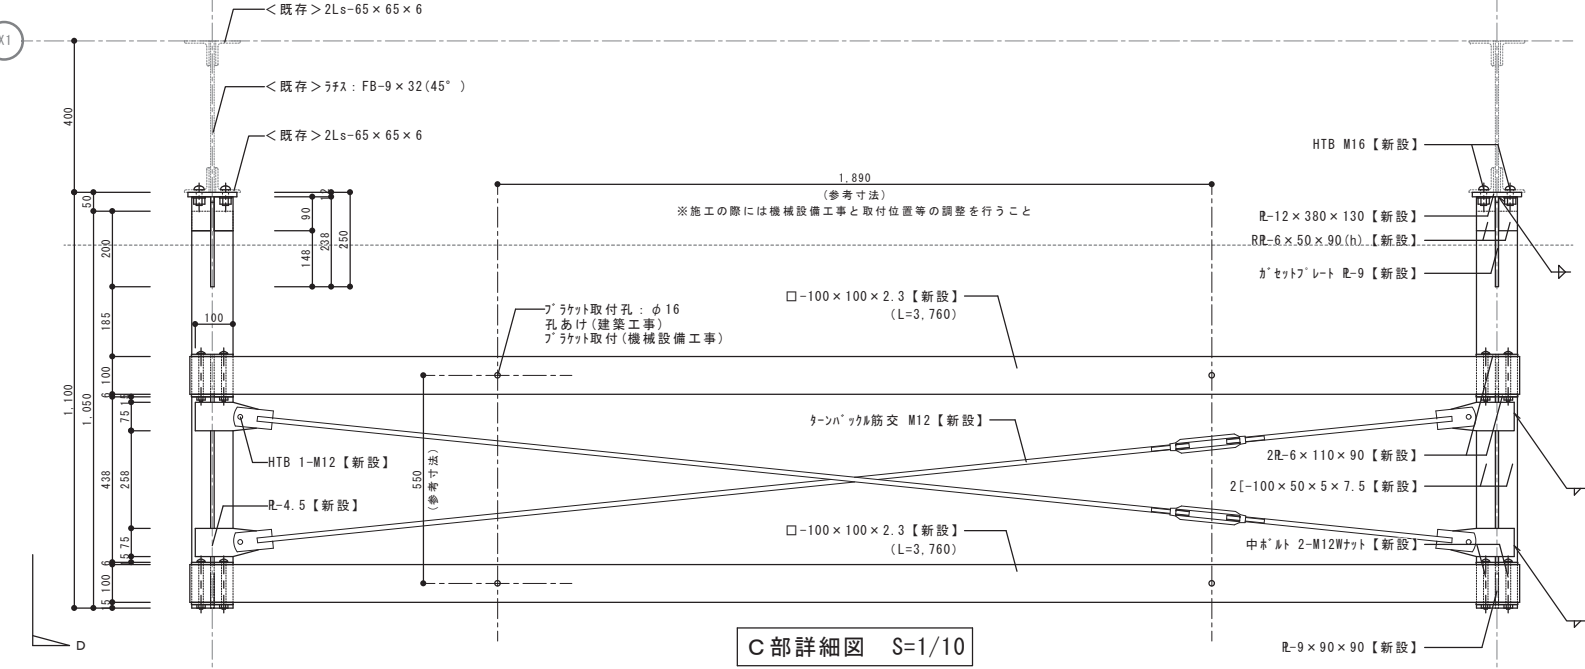 X1
＜既存＞2Ls-65×65×6
＜既存＞ﾗﾁｽ：FB-9×32(45°)
＜既存＞2Ls-65×65×6
400
50
200
185
100
6
438
6
100
15
1,100
1,050
75
15
258
75
15
100
12
90
148
238
250
1,890
(参考寸法)
※施工の際には機械設備工事と取付位置等の調整を行うこと
ﾌﾞﾗｹｯﾄ取付孔：φ16
孔あけ(建築工事)
ﾌﾞﾗｹｯﾄ取付(機械設備工事)
□-100×100×2.3【新設】
(L=3,760)
ﾀｰﾝﾊﾞｯｸﾙ筋交 M12【新設】
550
(参考寸法)
HTB 1-M12【新設】
PL-4.5【新設】
□-100×100×2.3【新設】
(L=3,760)
HTB M16【新設】
PL-12×380×130【新設】
RPL-6×50×90(h)【新設】
ｶﾞｾｯﾄﾌﾟﾚｰﾄ PL-9【新設】
2PL-6×110×90【新設】
2[-100×50×5×7.5【新設】
中ﾎﾞﾙﾄ 2-M12Wﾅｯﾄ【新設】
PL-9×90×90【新設】
D
C部詳細図 S=1/10